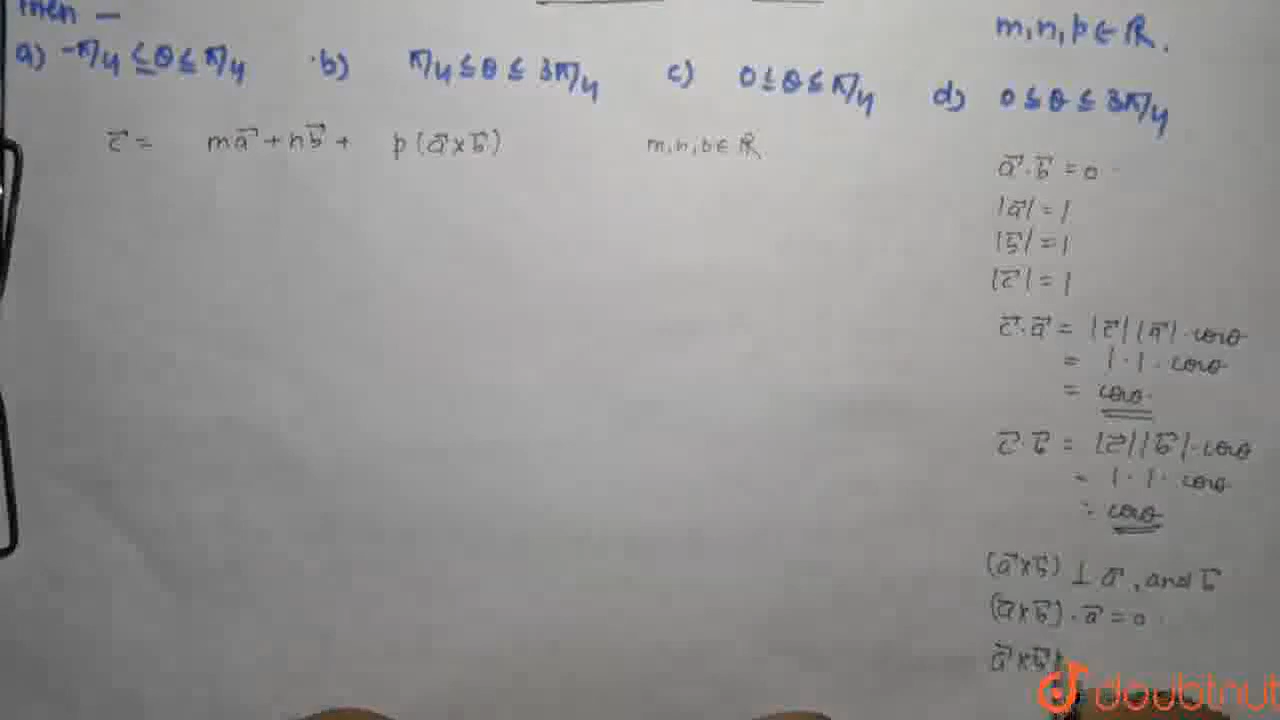 Then —
m, n, p ∈ ℝ.
a) -π/4 ≤ θ ≤ π/4 b) π/4 ≤ θ ≤ 3π/4 c) 0 ≤ θ ≤ π/4 d) 0 ≤ θ ≤ 3π/4
c⃗ = ma⃗ + nb⃗ + p(a⃗×b⃗) m, n, p ∈ ℝ
a⃗·b⃗ = 0
|a⃗| = 1
|b⃗| = 1
|c⃗| = 1
c⃗·a⃗ = |c⃗||a⃗|·cosθ
= 1·1·cosθ
= cosθ
c⃗·b⃗ = |c⃗||b⃗|·cosθ
= 1·1·cosθ
= cosθ
(a⃗×b⃗) ⊥ a⃗, and b⃗
(a⃗×b⃗)·a⃗ = 0
a⃗×b⃗
doubtnut